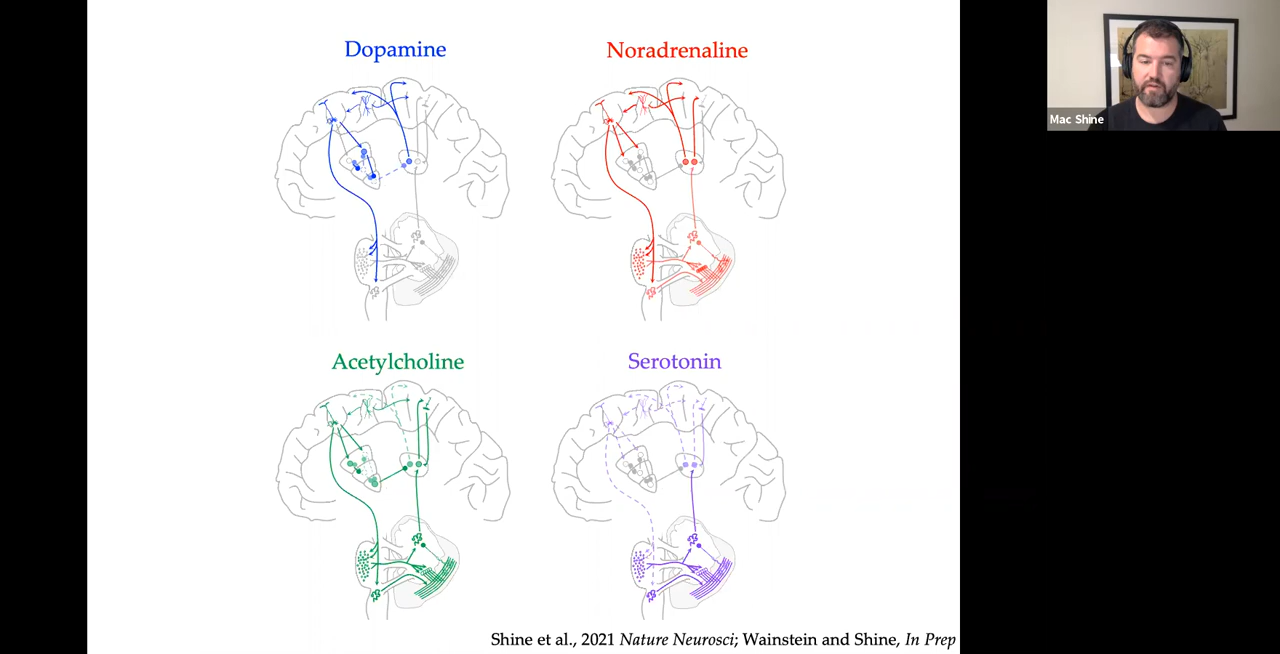 Dopamine
Noradrenaline
Mac Shine
Acetylcholine
Serotonin
Shine et al., 2021 Nature Neurosci; Wainstein and Shine, In Prep